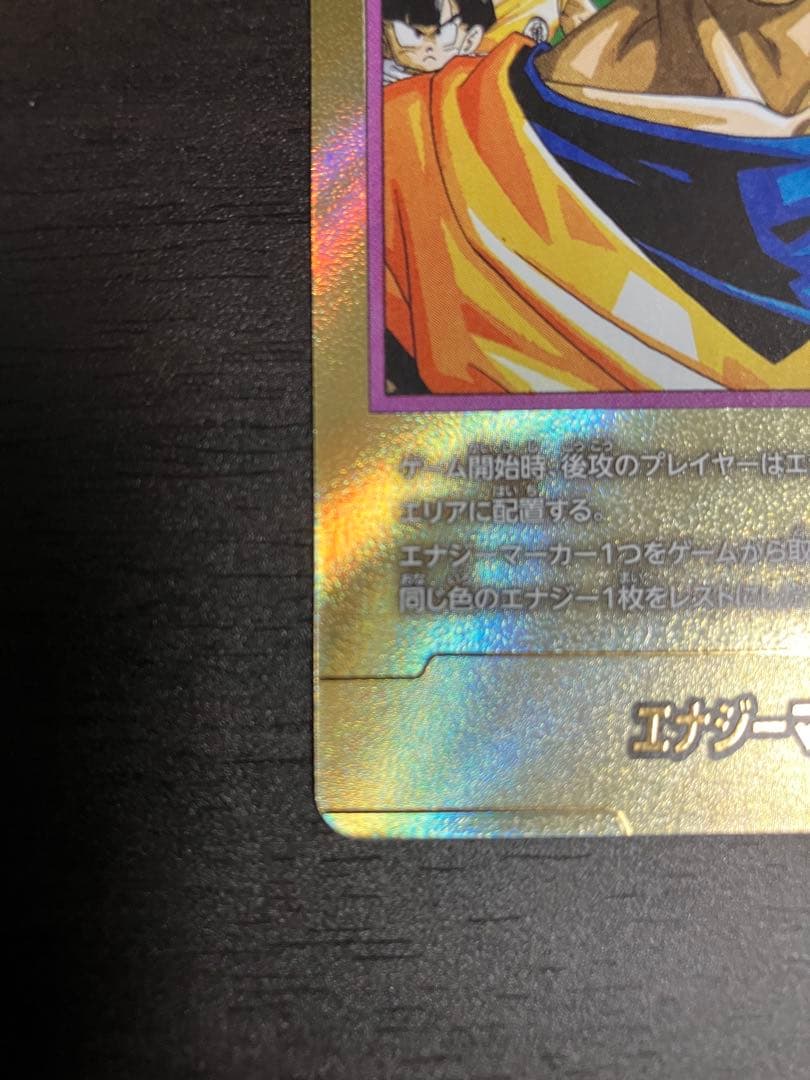 ゲーム開始時、後攻のプレイヤーはエ
エリアに配置する。
エナジーマーカー1つをゲームから取
同じ色のエナジー1枚をレストにし
エナジーマ